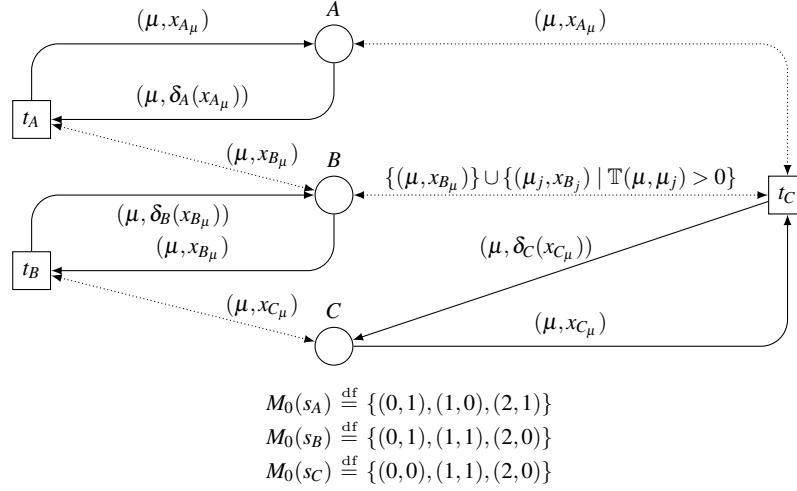 (μ, x_{A_μ}) A (μ, x_{A_μ})
(μ, δ_A(x_{A_μ}))
t_A
(μ, x_{B_μ}) B {(μ, x_{B_μ})} ∪ {(μ_j, x_{B_j}) | 𝕋(μ, μ_j) > 0}
t_C
(μ, δ_B(x_{B_μ}))
(μ, x_{B_μ}) (μ, δ_C(x_{C_μ}))
t_B
(μ, x_{C_μ}) C (μ, x_{C_μ})
M_0(s_A) ≝ {(0,1),(1,0),(2,1)}
M_0(s_B) ≝ {(0,1),(1,1),(2,0)}
M_0(s_C) ≝ {(0,0),(1,1),(2,0)}